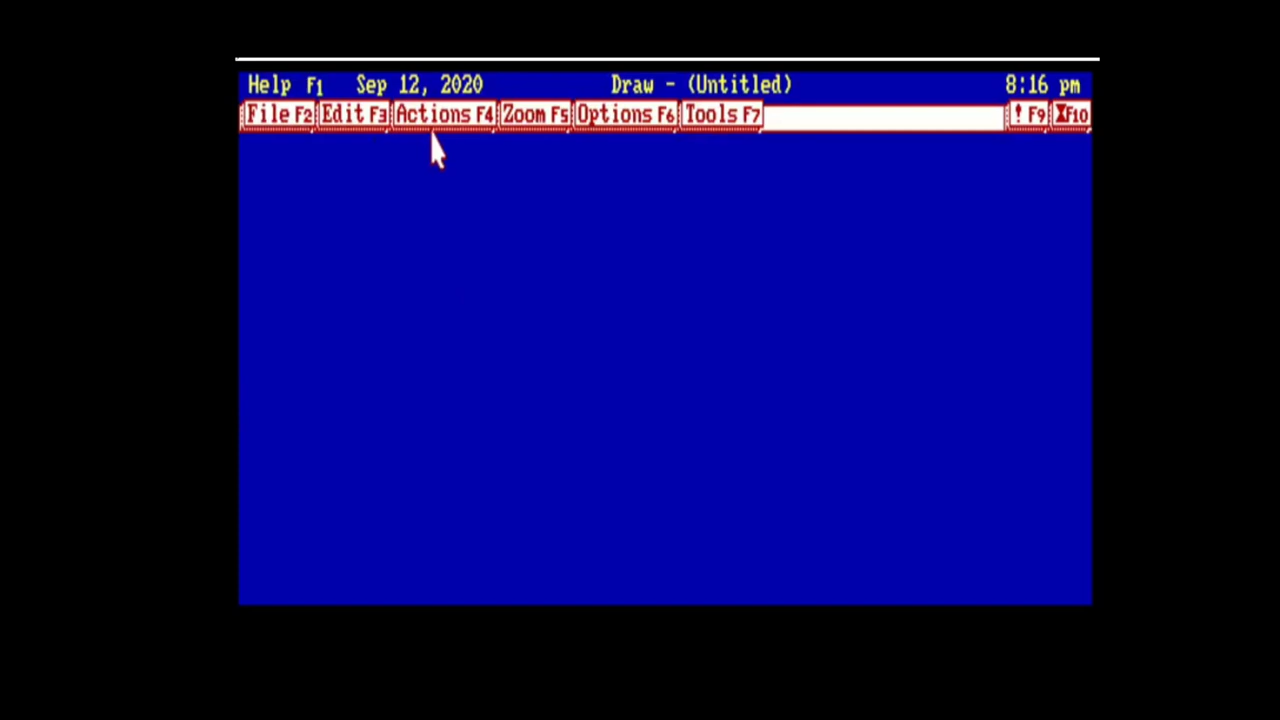 Help F1 Sep 12, 2020 Draw - (Untitled) 8:16 pm
File F2 Edit F3 Actions F4 Zoom F5 Options F6 Tools F7 ! F9 F10